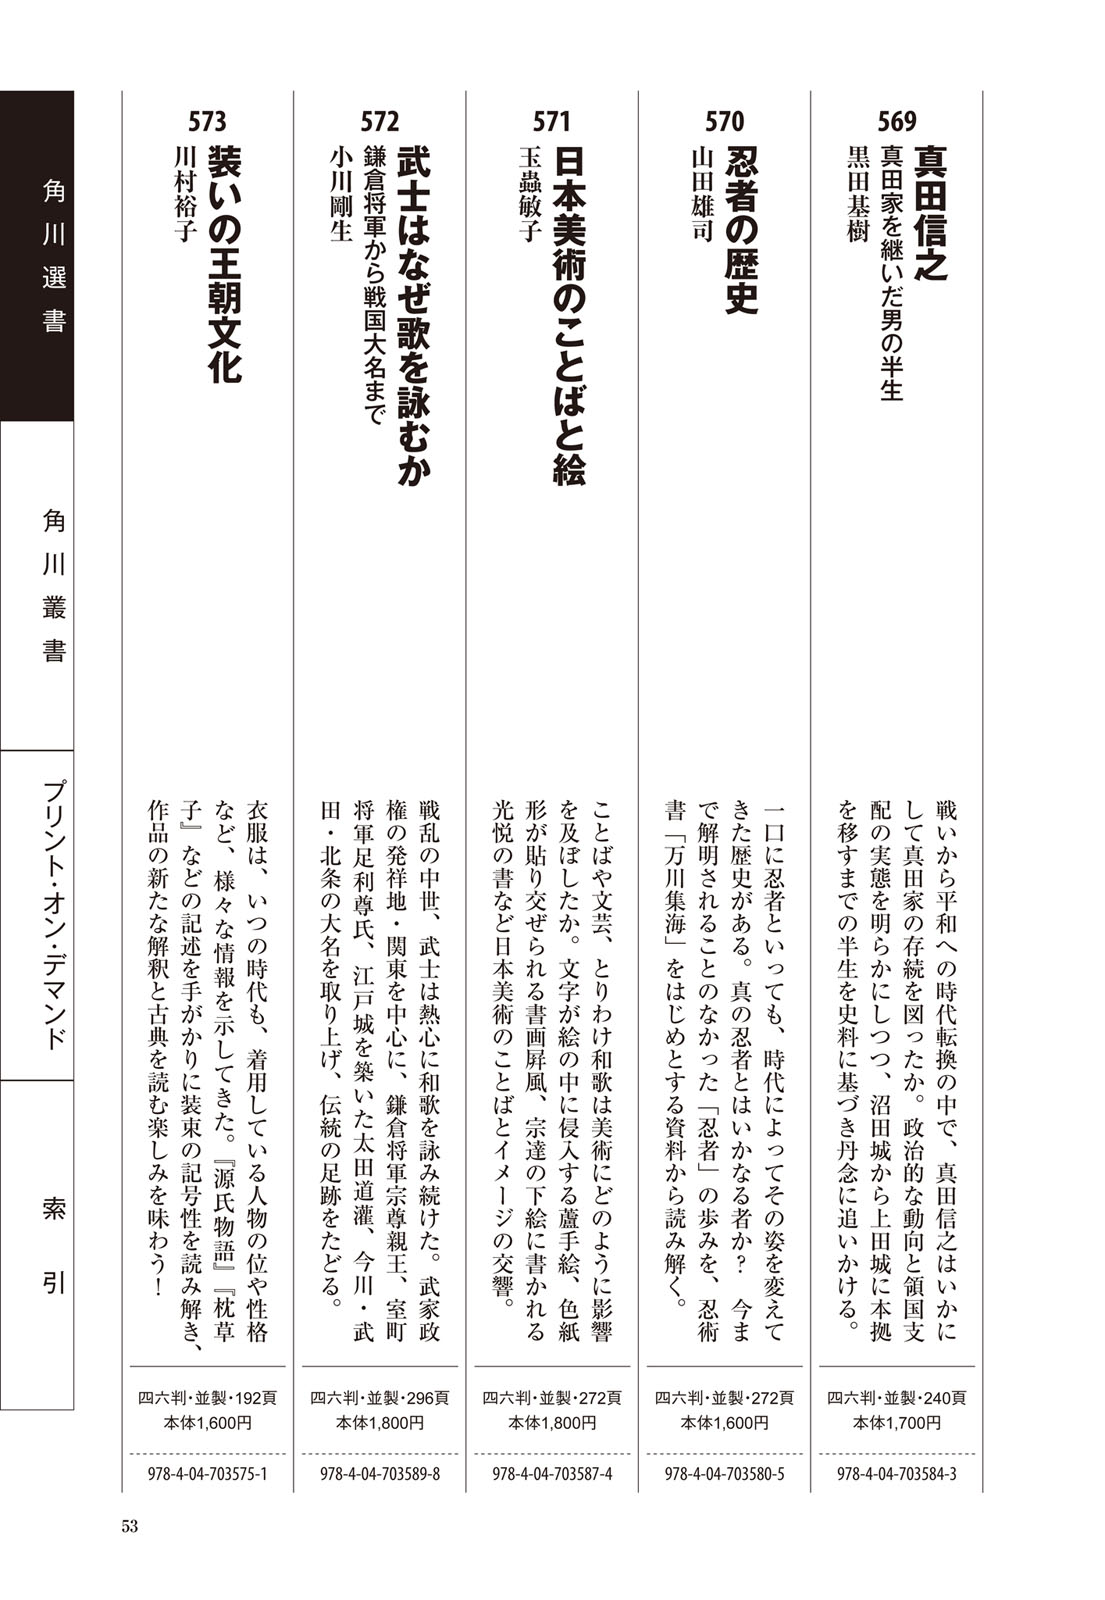 569
真田信之
真田家を継いだ男の半生
黒田基樹
戦いから平和への時代転換の中で、真田信之はいかに
して真田家の存続を図ったか。政治的な動向と領国支
配の実態を明らかにしつつ、沼田城から上田城に本拠
を移すまでの半生を史料に基づき丹念に追いかける。
四六判・並製・240頁
本体1,700円
978-4-04-703584-3
570
忍者の歴史
山田雄司
一口に忍者といっても、時代によってその姿を変えて
きた歴史がある。真の忍者とはいかなる者か？　今ま
で解明されることのなかった「忍者」の歩みを、忍術
書「万川集海」をはじめとする資料から読み解く。
四六判・並製・272頁
本体1,600円
978-4-04-703580-5
571
日本美術のことばと絵
玉蟲敏子
ことばや文芸、とりわけ和歌は美術にどのように影響
を及ぼしたか。文字が絵の中に侵入する蘆手絵、色紙
形が貼り交ぜられる書画屏風、宗達の下絵に書かれる
光悦の書など日本美術のことばとイメージの交響。
四六判・並製・272頁
本体1,800円
978-4-04-703587-4
572
武士はなぜ歌を詠むか
鎌倉将軍から戦国大名まで
小川剛生
戦乱の中世、武士は熱心に和歌を詠み続けた。武家政
権の発祥地・関東を中心に、鎌倉将軍宗尊親王、室町
将軍足利尊氏、江戸城を築いた太田道灌、今川・武
田・北条の大名を取り上げ、伝統の足跡をたどる。
四六判・並製・296頁
本体1,800円
978-4-04-703589-8
573
装いの王朝文化
川村裕子
衣服は、いつの時代も、着用している人物の位や性格
など、様々な情報を示してきた。『源氏物語』『枕草
子』などの記述を手がかりに装束の記号性を読み解き、
作品の新たな解釈と古典を読む楽しみを味わう！
四六判・並製・192頁
本体1,600円
978-4-04-703575-1
角川選書
角川叢書
プリント・オン・デマンド
索引
53